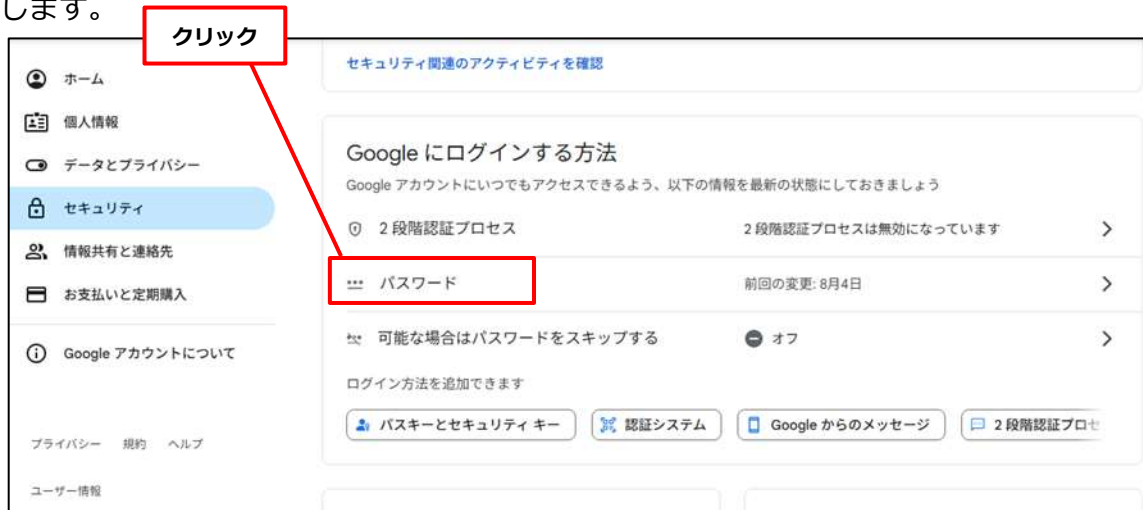 します。
クリック
ホーム
個人情報
データとプライバシー
セキュリティ
情報共有と連絡先
お支払いと定期購入
Google アカウントについて
プライバシー 規約 ヘルプ
ユーザー情報
セキュリティ関連のアクティビティを確認
Google にログインする方法
Google アカウントにいつでもアクセスできるよう、以下の情報を最新の状態にしておきましょう
2 段階認証プロセス 2 段階認証プロセスは無効になっています
パスワード 前回の変更: 8月4日
可能な場合はパスワードをスキップする オフ
ログイン方法を追加できます
パスキーとセキュリティ キー 認証システム Google からのメッセージ 2 段階認証プロセ